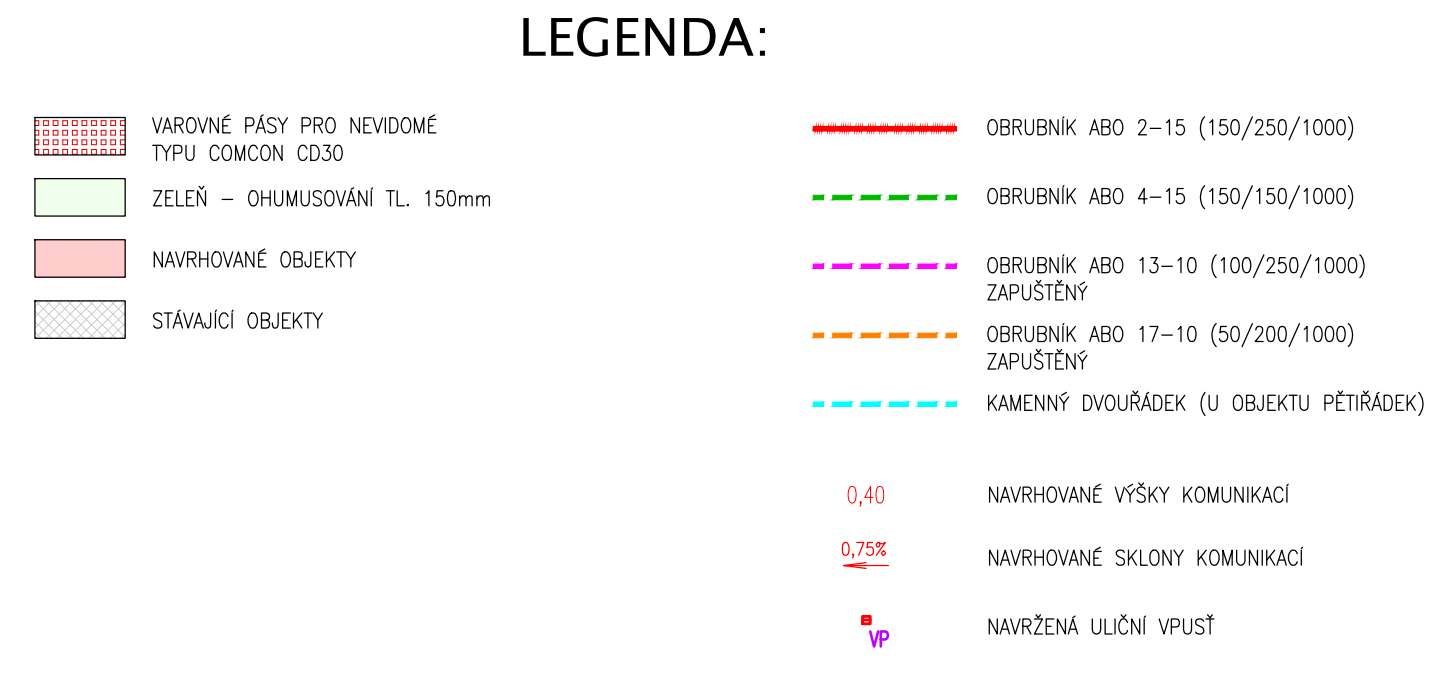 LEGENDA:
VAROVNÉ PÁSY PRO NEVIDOMÉ
TYPU COMCON CD30
ZELEŇ – OHUMUSOVÁNÍ TL. 150mm
NAVRHOVANÉ OBJEKTY
STÁVAJÍCÍ OBJEKTY
OBRUBNÍK ABO 2–15 (150/250/1000)
OBRUBNÍK ABO 4–15 (150/150/1000)
OBRUBNÍK ABO 13–10 (100/250/1000)
ZAPUŠTĚNÝ
OBRUBNÍK ABO 17–10 (50/200/1000)
ZAPUŠTĚNÝ
KAMENNÝ DVOUŘÁDEK (U OBJEKTU PĚTIŘÁDEK)
0,40 NAVRHOVANÉ VÝŠKY KOMUNIKACÍ
0,75% NAVRHOVANÉ SKLONY KOMUNIKACÍ
VP NAVRŽENÁ ULIČNÍ VPUSŤ